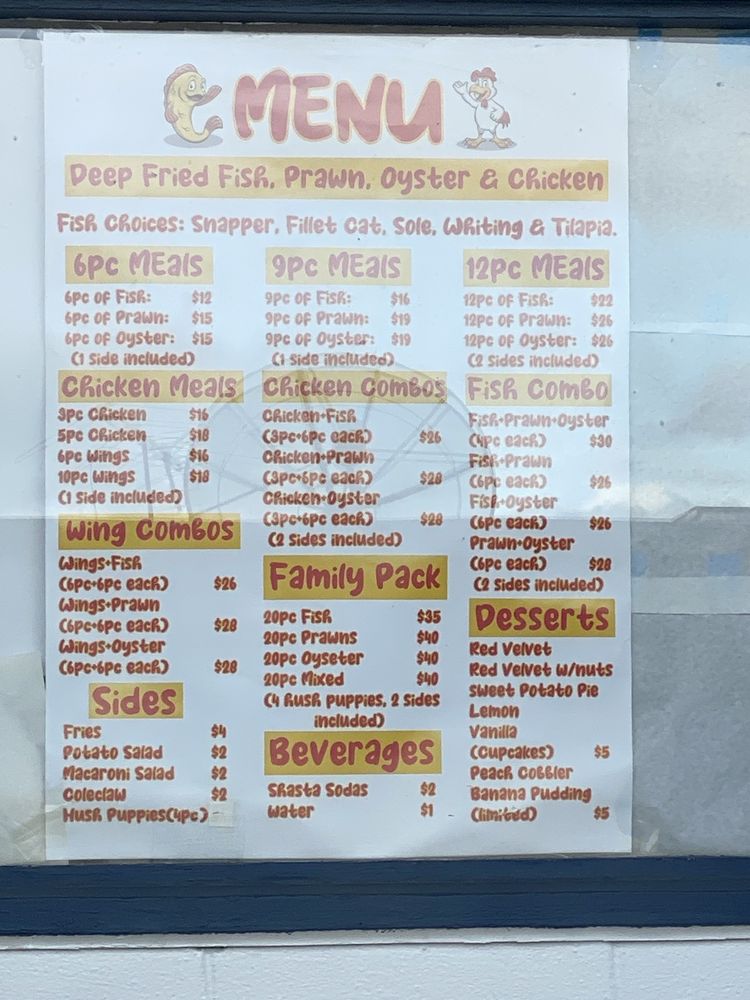 MENU
Deep Fried Fish, Prawn, Oyster & Chicken
Fish Choices: Snapper, Fillet Cat, Sole, Whiting & Tilapia.
6pc MEals
6pc of Fish: $12
6pc of Prawn: $15
6pc of Oyster: $15
(1 side included)
9pc MEals
9pc of Fish: $16
9pc of Prawn: $19
9pc of Oyster: $19
(1 side included)
12pc MEals
12pc of Fish: $22
12pc of Prawn: $26
12pc of Oyster: $26
(2 sides included)
Chicken Meals
3pc Chicken $16
5pc Chicken $18
6pc Wings $16
10pc Wings $18
(1 side included)
Chicken Combos
Chicken+Fish
(3pc+6pc each) $26
Chicken+Prawn
(3pc+6pc each) $28
Chicken+Oyster
(3pc+6pc each) $28
(2 Sides included)
Fish Combo
Fish+Prawn+Oyster
(4pc each) $30
Fish+Prawn
(6pc each) $26
Fish+Oyster
(6pc each) $26
Prawn+Oyster
(6pc each) $28
(2 Sides included)
Wing Combos
Wings+Fish
(6pc+6pc each) $26
Wings+Prawn
(6pc+6pc each) $28
Wings+Oyster
(6pc+6pc each) $28
Family Pack
20pc Fish $35
20pc Prawns $40
20pc Oyseter $40
20pc Mixed $40
(4 hush puppies, 2 sides
included)
Desserts
Red Velvet
Red Velvet w/nuts
sweet Potato Pie
Lemon
Vanilla
(Cupcakes) $5
Peach Cobbler
Banana Pudding
(limited) $5
Sides
Fries $4
Potato Salad $2
Macaroni Salad $2
Coleclaw $2
Hush Puppies(4pc)
Beverages
Shasta Sodas $2
Water $1